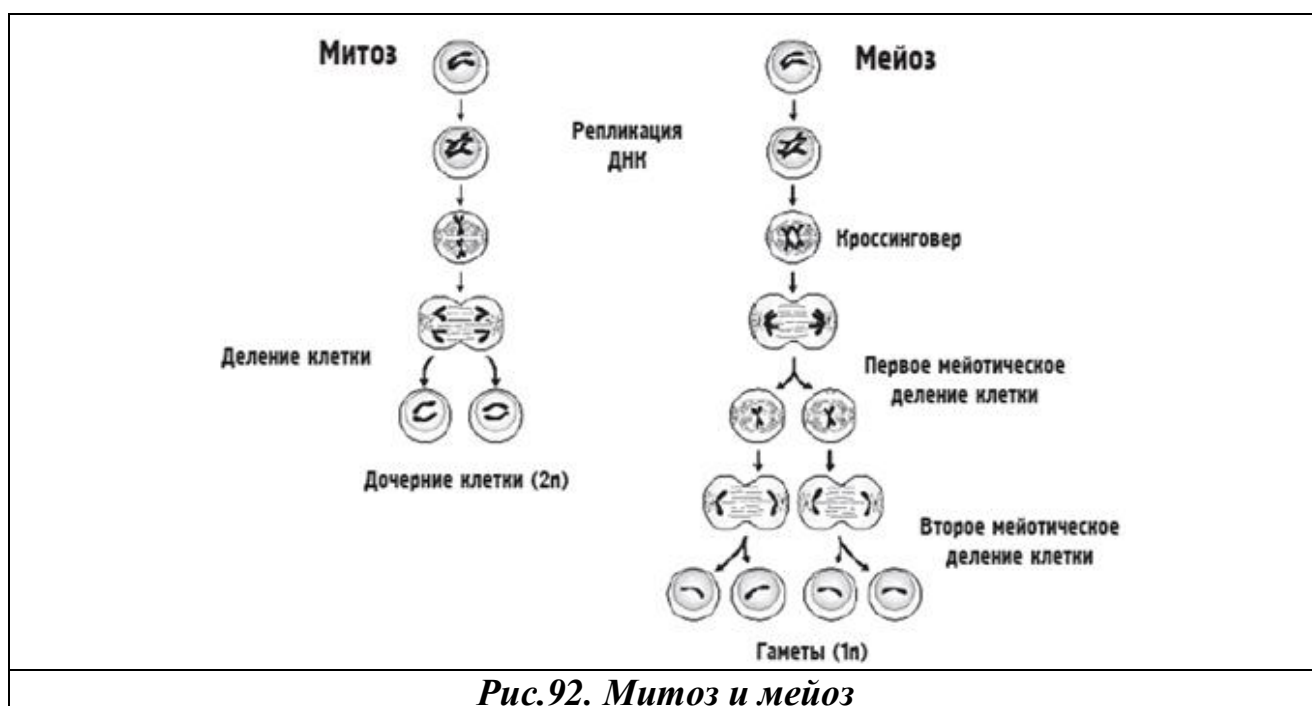 Митоз
Мейоз
Репликация
ДНК
Кроссинговер
Деление клетки
Первое мейотическое
деление клетки
Дочерние клетки (2n)
Второе мейотическое
деление клетки
Гаметы (1n)
Рис.92. Митоз и мейоз